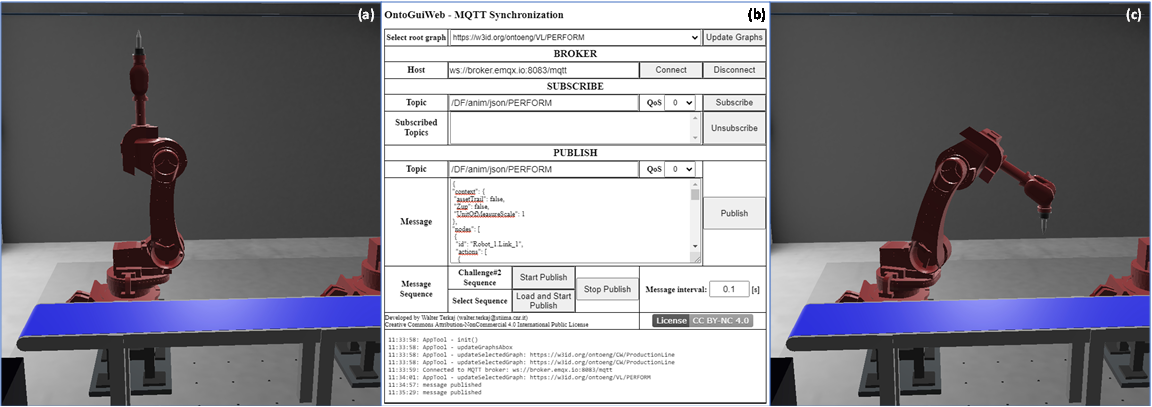 (a)
OntoGuiWeb - MQTT Synchronization
(b)
(c)
Select root graph https://w3id.org/ontoeng/VL/PERFORM Update Graphs
BROKER
Host ws://broker.emqx.io:8083/mqtt Connect Disconnect
SUBSCRIBE
Topic /DF/anim/json/PERFORM QoS 0 Subscribe
Subscribed Topics Unsubscribe
PUBLISH
Topic /DF/anim/json/PERFORM QoS 0
Message
{
"context": {
"assetTrail": false,
"Zup": false,
"UnitOfMeasureScale": 1
},
"nodes": [
{
"id": "Robot_1.Link_1",
"actions": [
{
Publish
Message Sequence
Challenge#2 Sequence Start Publish
Stop Publish
Message interval: 0.1 [s]
Select Sequence Load and Start Publish
Developed by Walter Terkaj (walter.terkaj@stiima.cnr.it)
Creative Commons Attribution-NonCommercial 4.0 International Public License
License CC BY-NC 4.0
11:33:58: AppTool - init()
11:33:58: AppTool - updateGraphsAbox
11:33:58: AppTool - updateSelectedGraph: https://w3id.org/ontoeng/CW/ProductionLine
11:33:58: AppTool - updateSelectedGraph: https://w3id.org/ontoeng/CW/ProductionLine
11:33:59: Connected to MQTT broker: ws://broker.emqx.io:8083/mqtt
11:34:01: AppTool - updateSelectedGraph: https://w3id.org/ontoeng/VL/PERFORM
11:34:57: message published
11:35:29: message published